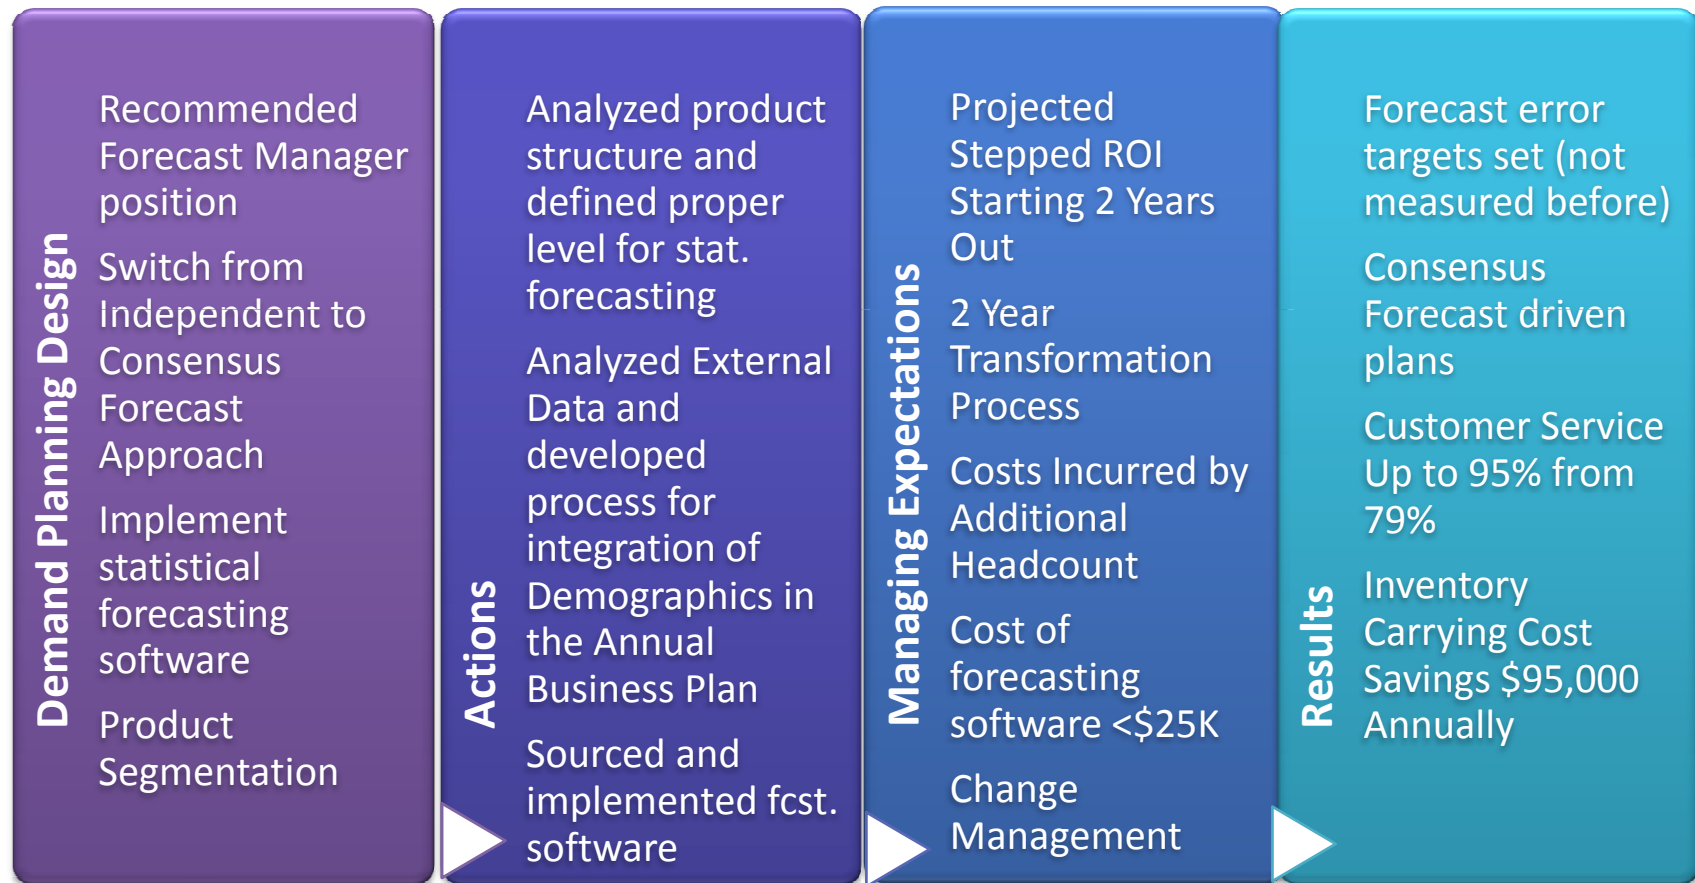 Demand Planning Design
Recommended
Forecast Manager
position
Switch from
Independent to
Consensus
Forecast
Approach
Implement
statistical
forecasting
software
Product
Segmentation
Actions
Analyzed product
structure and
defined proper
level for stat.
forecasting
Analyzed External
Data and
developed
process for
integration of
Demographics in
the Annual
Business Plan
Sourced and
implemented fcst.
software
Managing Expectations
Projected
Stepped ROI
Starting 2 Years
Out
2 Year
Transformation
Process
Costs Incurred by
Additional
Headcount
Cost of
forecasting
software <$25K
Change
Management
Results
Forecast error
targets set (not
measured before)
Consensus
Forecast driven
plans
Customer Service
Up to 95% from
79%
Inventory
Carrying Cost
Savings $95,000
Annually